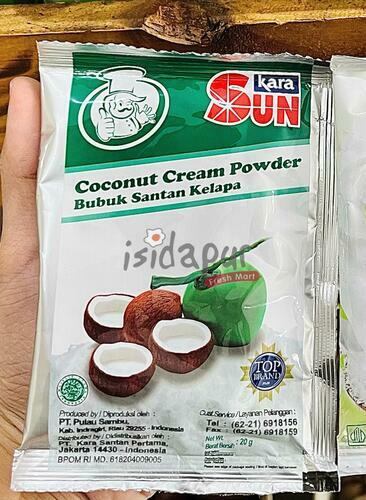 kara
SUN
Coconut Cream Powder
Bubuk Santan Kelapa
isidapur
Fresh Mart
TOP
BRAND
Produced by / Diproduksi oleh :
PT. Pulau Sambu,
Kab. Indragiri, Riau 29255 - Indonesia
Distributed by / Didistribusikan oleh :
PT. Kara Santan Pertama,
Jakarta 14430 - Indonesia
BPOM RI MD. 618204009005
Cust.Service/Layanan Pelanggan :
Tel : (62-21) 6918156
Fax : (62-21) 6918159
Net Wt.
Berat Bersih : 20 g